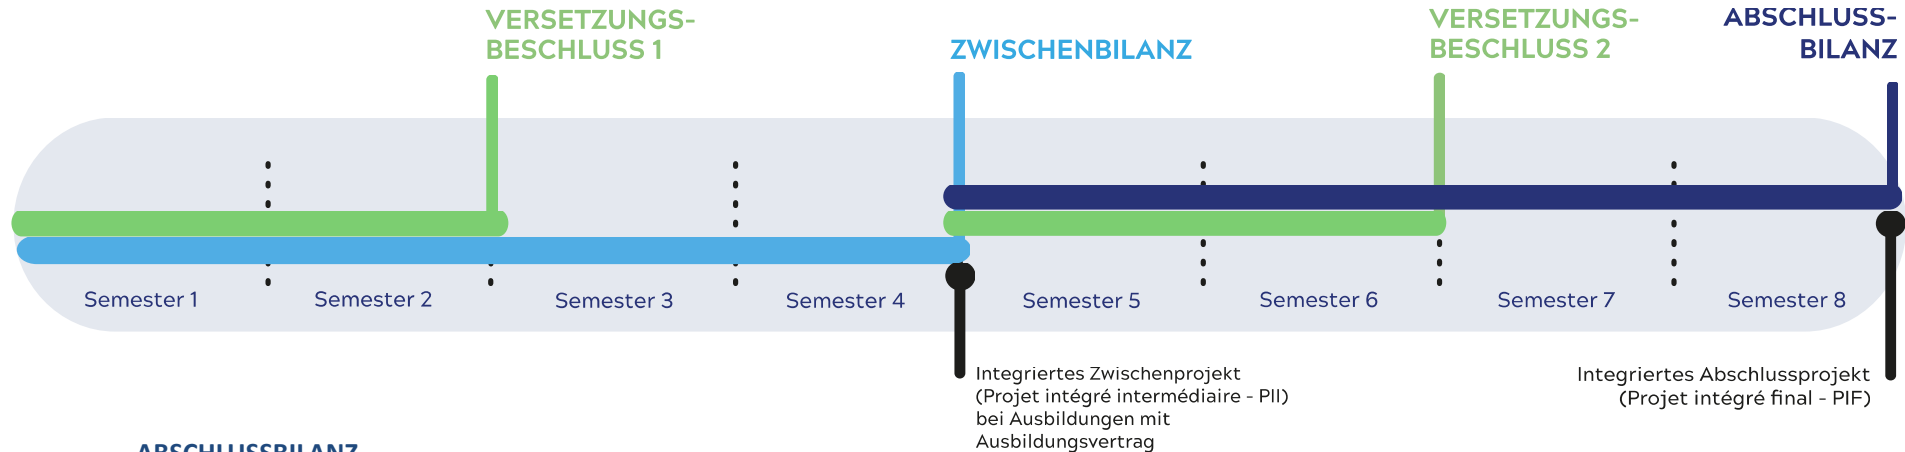 VERSETZUNGS-
BESCHLUSS 1
ZWISCHENBILANZ
VERSETZUNGS-
BESCHLUSS 2
ABSCHLUSS-
BILANZ
Semester 1
Semester 2
Semester 3
Semester 4
Semester 5
Semester 6
Semester 7
Semester 8
Integriertes Zwischenprojekt
(Projet intégré intermédiaire - PII)
bei Ausbildungen mit
Ausbildungsvertrag
Integriertes Abschlussprojekt
(Projet intégré final - PIF)
ABSCHLUSSBILANZ